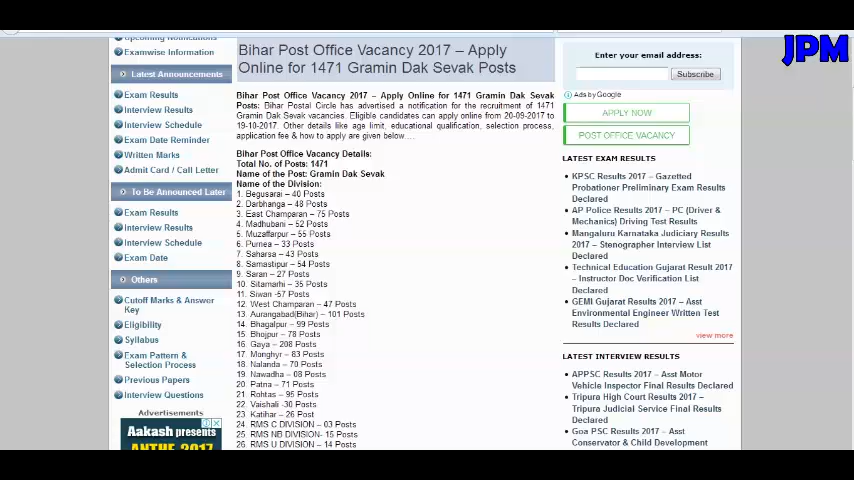 JPM
Examwise Information
Latest Announcements
Exam Results
Interview Results
Interview Schedule
Exam Date Reminder
Written Marks
Admit Card / Call Letter
To Be Announced Later
Exam Results
Interview Results
Interview Schedule
Exam Date
Others
Cutoff Marks & Answer
Key
Eligibility
Syllabus
Exam Pattern &
Selection Process
Previous Papers
Interview Questions
Advertisements
Aakash presents
ANTHE 2017
Bihar Post Office Vacancy 2017 – Apply
Online for 1471 Gramin Dak Sevak Posts
Bihar Post Office Vacancy 2017 – Apply Online for 1471 Gramin Dak Sevak
Posts: Bihar Postal Circle has advertised a notification for the recruitment of 1471
Gramin Dak Sevak vacancies. Eligible candidates can apply online from 20-09-2017 to
19-10-2017. Other details like age limit, educational qualification, selection process,
application fee & how to apply are given below....
Bihar Post Office Vacancy Details:
Total No. of Posts: 1471
Name of the Post: Gramin Dak Sevak
Name of the Division:
1. Begusarai – 40 Posts
2. Darbhanga – 48 Posts
3. East Champaran – 75 Posts
4. Madhubani – 52 Posts
5. Muzaffarpur – 55 Posts
6. Purnea – 33 Posts
7. Saharsa – 43 Posts
8. Samastipur – 54 Posts
9. Saran – 27 Posts
10. Sitamarhi – 35 Posts
11. Siwan -57 Posts
12. West Champaran – 47 Posts
13. Aurangabad(Bihar) – 101 Posts
14. Bhagalpur – 99 Posts
15. Bhojpur – 78 Posts
16. Gaya – 208 Posts
17. Monghyr – 83 Posts
18. Nalanda – 70 Posts
19. Nawadha – 08 Posts
20. Patna – 71 Posts
21. Rohtas – 95 Posts
22. Vaishali -30 Posts
23. Katihar – 26 Post
24. RMS C DIVISION – 03 Posts
25. RMS NB DIVISION- 15 Posts
26. RMS U DIVISION – 14 Posts
Enter your email address:
Subscribe
Ads by Google
APPLY NOW
POST OFFICE VACANCY
LATEST EXAM RESULTS
KPSC Results 2017 – Gazetted
Probationer Preliminary Exam Results
Declared
AP Police Results 2017 – PC (Driver &
Mechanics) Driving Test Results
Mangaluru Karnataka Judiciary Results
2017 – Stenographer Interview List
Declared
Technical Education Gujarat Result 2017
– Instructor Doc Verification List
Declared
GEMI Gujarat Results 2017 – Asst
Environmental Engineer Written Test
Results Declared
view more
LATEST INTERVIEW RESULTS
APPSC Results 2017 – Asst Motor
Vehicle Inspector Final Results Declared
Tripura High Court Results 2017 –
Tripura Judicial Service Final Results
Declared
Goa PSC Results 2017 – Asst
Conservator & Child Development